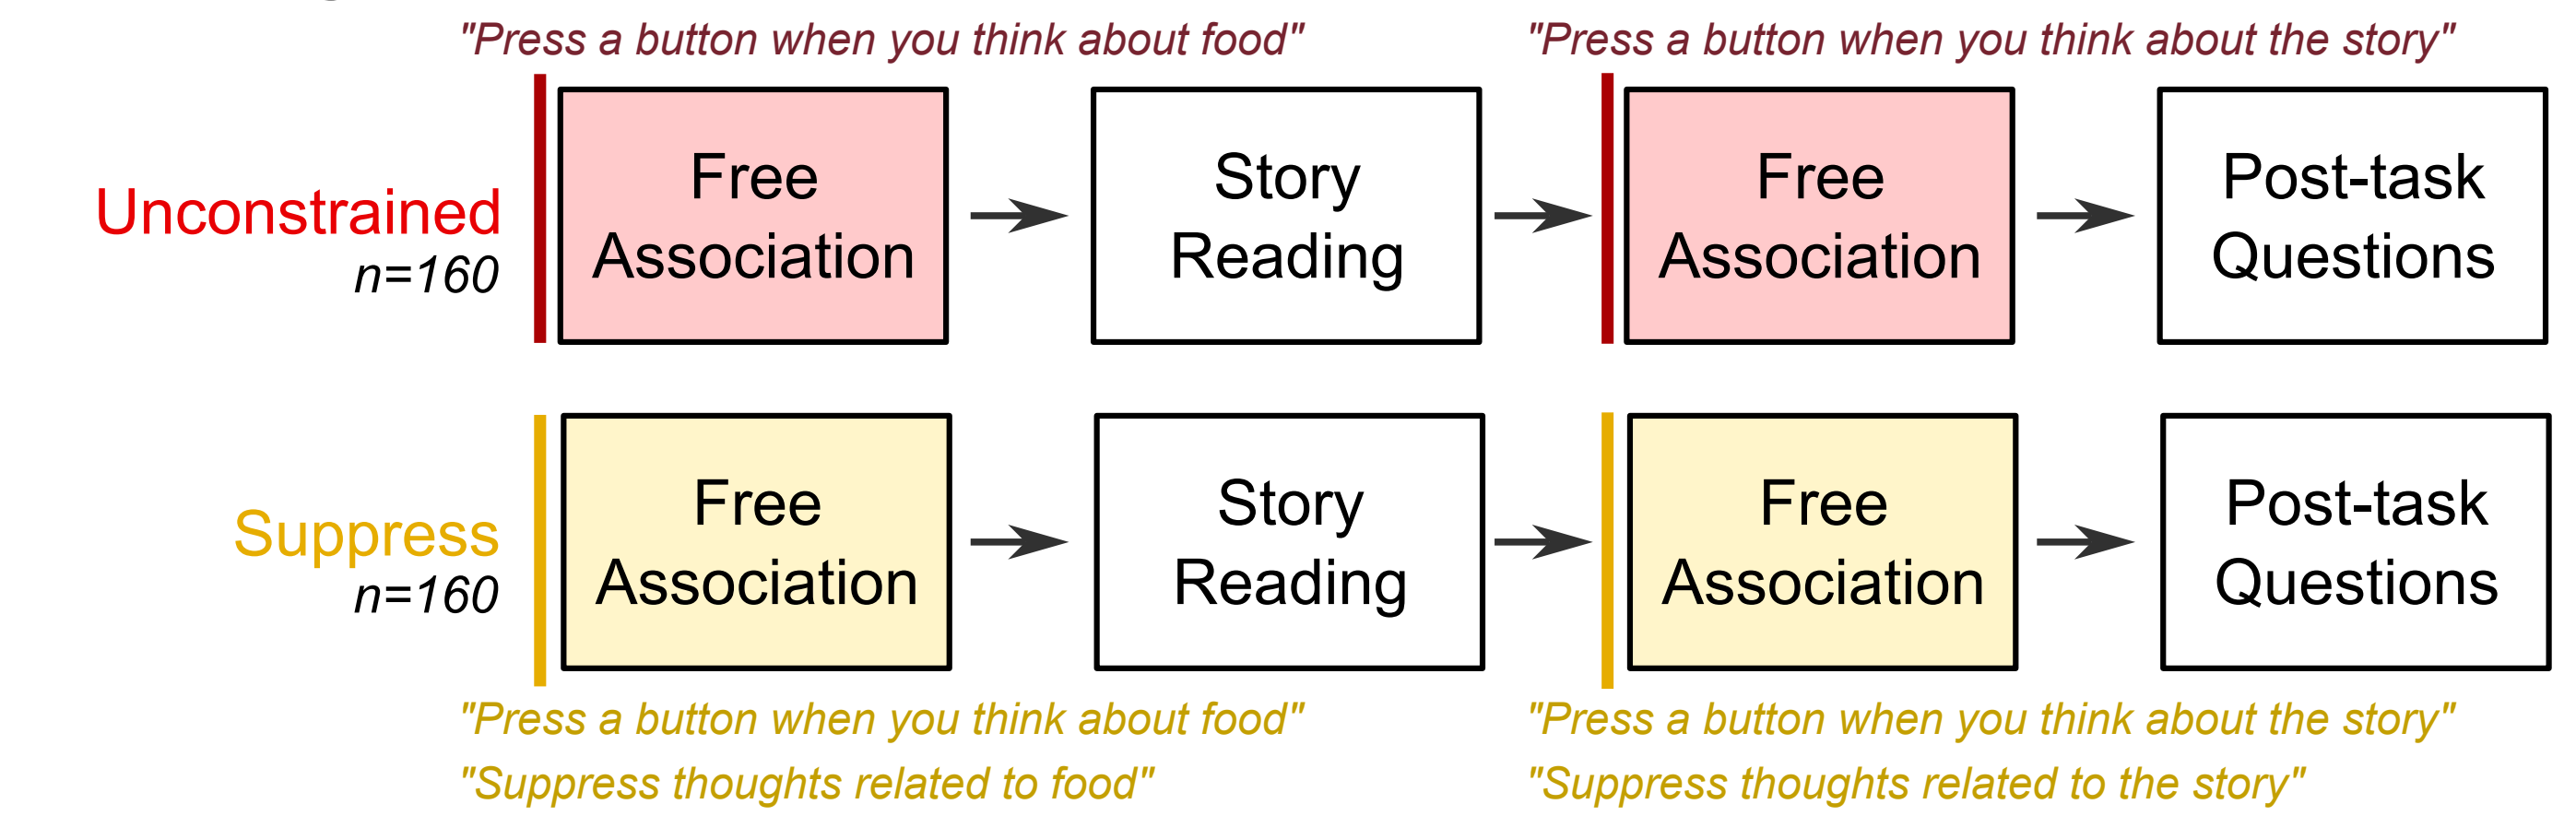 "Press a button when you think about food" "Press a button when you think about the story"
Unconstrained
n=160
Free
Association
Story
Reading
Free
Association
Post-task
Questions
Suppress
n=160
Free
Association
Story
Reading
Free
Association
Post-task
Questions
"Press a button when you think about food" "Press a button when you think about the story"
"Suppress thoughts related to food" "Suppress thoughts related to the story"